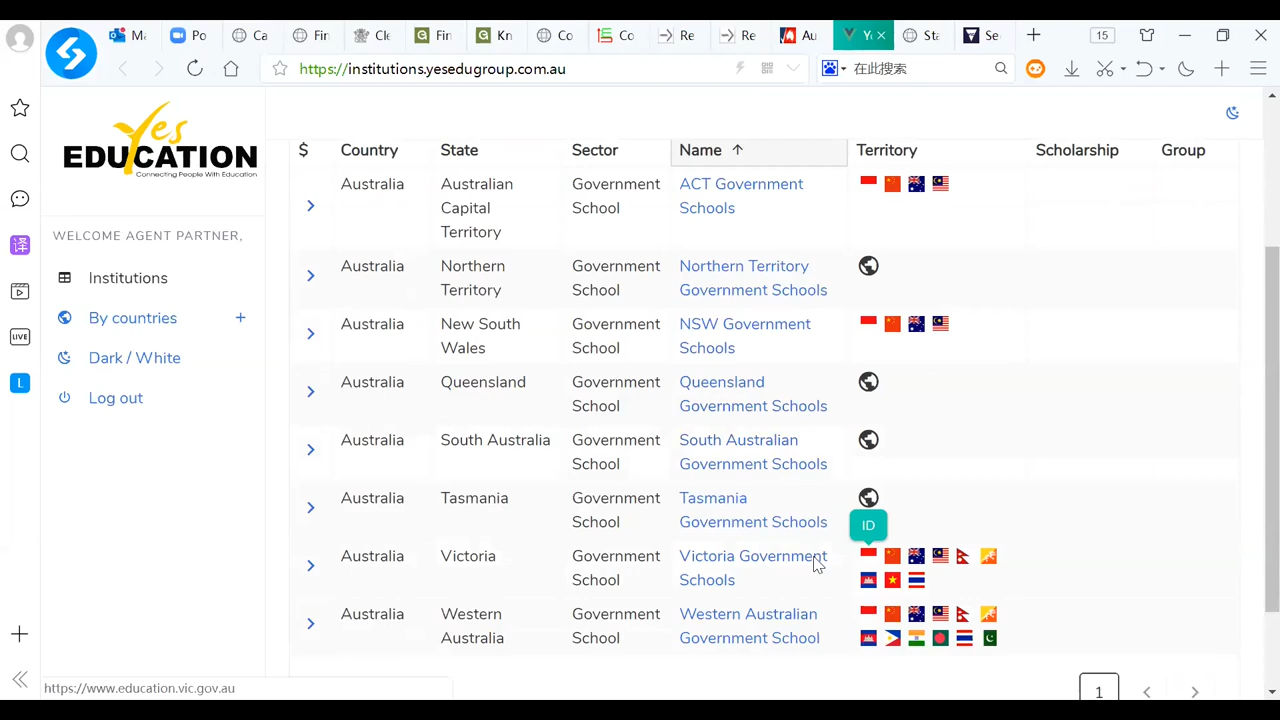 Ma
Po
Ca
Fin
Cle
Fin
Kn
Co
Co
Re
Re
Au
Yo
Sta
Se
15
https://institutions.yesedugroup.com.au
在此搜索
Yes
EDUCATION
Connecting People With Education
WELCOME AGENT PARTNER,
译
Institutions
By countries
LIVE
Dark / White
L
Log out
$ Country State Sector Name Territory Scholarship Group
Australia Australian Capital Territory Government School ACT Government Schools
Australia Northern Territory Government School Northern Territory Government Schools
Australia New South Wales Government School NSW Government Schools
Australia Queensland Government School Queensland Government Schools
Australia South Australia Government School South Australian Government Schools
Australia Tasmania Government School Tasmania Government Schools
ID
Australia Victoria Government School Victoria Government Schools
Australia Western Australia Government School Western Australian Government School
https://www.education.vic.gov.au
1